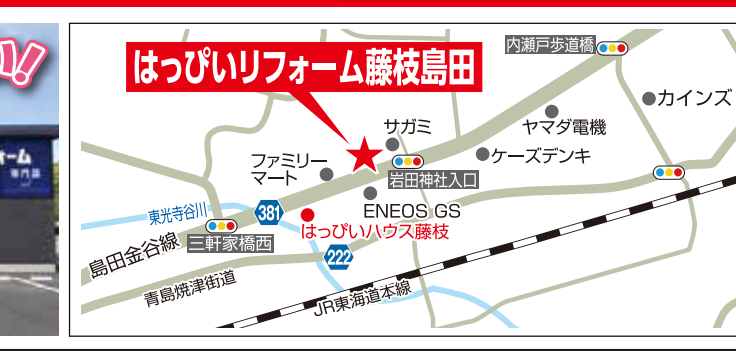 い!
ォーム
専門店
内瀬戸歩道橋
はっぴいリフォーム藤枝島田
カインズ
サガミ
ヤマダ電機
ファミリー
マート
ケーズデンキ
岩田神社入口
東光寺谷川
381
ENEOS GS
はっぴいハウス藤枝
三軒家橋西
島田金谷線
222
青島焼津街道
JR東海道本線